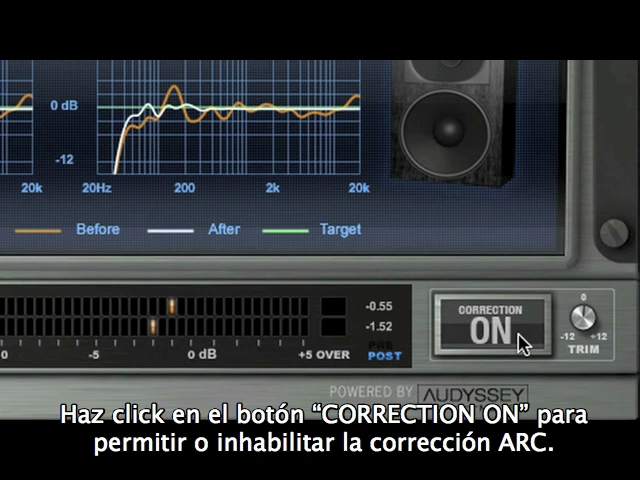 0 dB
-12
20k 20Hz 200 2k 20k
Before After Target
-0.55
-1.52
0 -5 0 dB +5 OVER
PRE
POST
CORRECTION
ON
0
-12 +12
TRIM
POWERED BY AUDYSSEY
Haz click en el botón “CORRECTION ON” para
permitir o inhabilitar la corrección ARC.